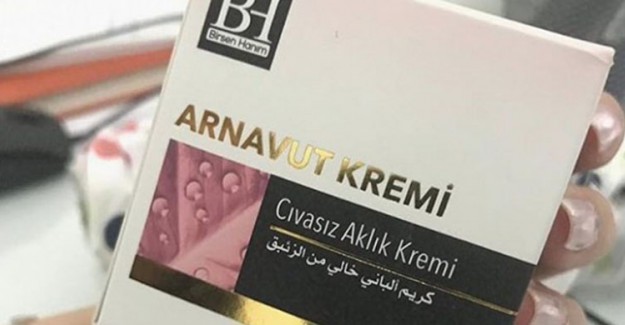 BH
Birsen Hanım
ARNAVUT KREMİ
Cıvasız Aklık Kremi
كريم ألباني خالي من الزئبق